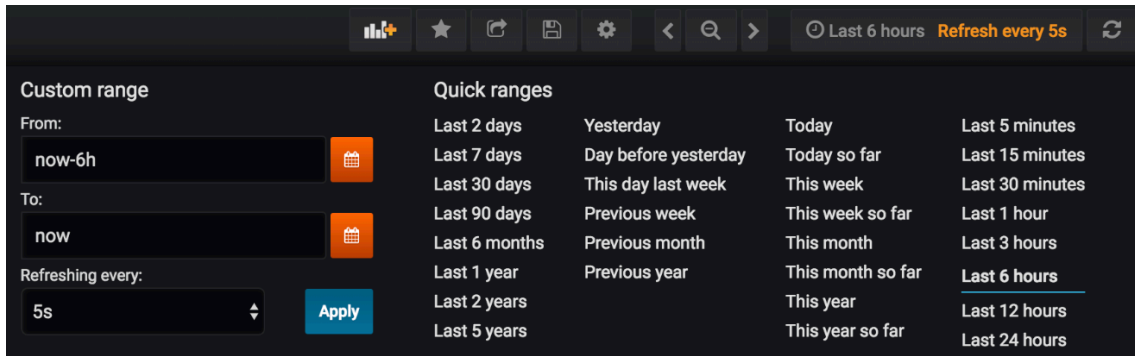 Last 6 hours Refresh every 5s
Custom range
From:
now-6h
To:
now
Refreshing every:
5s
Apply
Quick ranges
Last 2 days
Last 7 days
Last 30 days
Last 90 days
Last 6 months
Last 1 year
Last 2 years
Last 5 years
Yesterday
Day before yesterday
This day last week
Previous week
Previous month
Previous year
Today
Today so far
This week
This week so far
This month
This month so far
This year
This year so far
Last 5 minutes
Last 15 minutes
Last 30 minutes
Last 1 hour
Last 3 hours
Last 6 hours
Last 12 hours
Last 24 hours